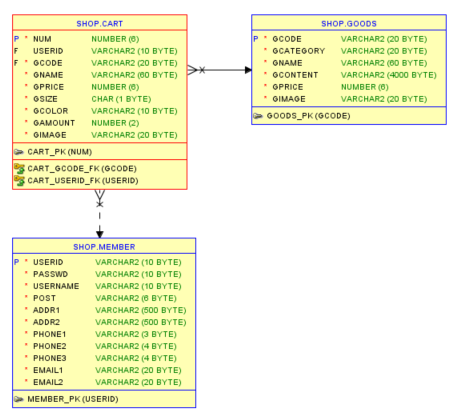 SHOP.CART
P * NUM NUMBER (6)
F USERID VARCHAR2 (10 BYTE)
F * GCODE VARCHAR2 (20 BYTE)
* GNAME VARCHAR2 (60 BYTE)
* GPRICE NUMBER (6)
* GSIZE CHAR (1 BYTE)
* GCOLOR VARCHAR2 (10 BYTE)
* GAMOUNT NUMBER (2)
* GIMAGE VARCHAR2 (20 BYTE)
CART_PK (NUM)
CART_GCODE_FK (GCODE)
CART_USERID_FK (USERID)
SHOP.GOODS
P * GCODE VARCHAR2 (20 BYTE)
* GCATEGORY VARCHAR2 (20 BYTE)
* GNAME VARCHAR2 (60 BYTE)
* GCONTENT VARCHAR2 (4000 BYTE)
* GPRICE NUMBER (6)
* GIMAGE VARCHAR2 (20 BYTE)
GOODS_PK (GCODE)
SHOP.MEMBER
P * USERID VARCHAR2 (10 BYTE)
* PASSWD VARCHAR2 (10 BYTE)
* USERNAME VARCHAR2 (10 BYTE)
* POST VARCHAR2 (6 BYTE)
* ADDR1 VARCHAR2 (500 BYTE)
* ADDR2 VARCHAR2 (500 BYTE)
* PHONE1 VARCHAR2 (3 BYTE)
* PHONE2 VARCHAR2 (4 BYTE)
* PHONE3 VARCHAR2 (4 BYTE)
* EMAIL1 VARCHAR2 (20 BYTE)
* EMAIL2 VARCHAR2 (20 BYTE)
MEMBER_PK (USERID)